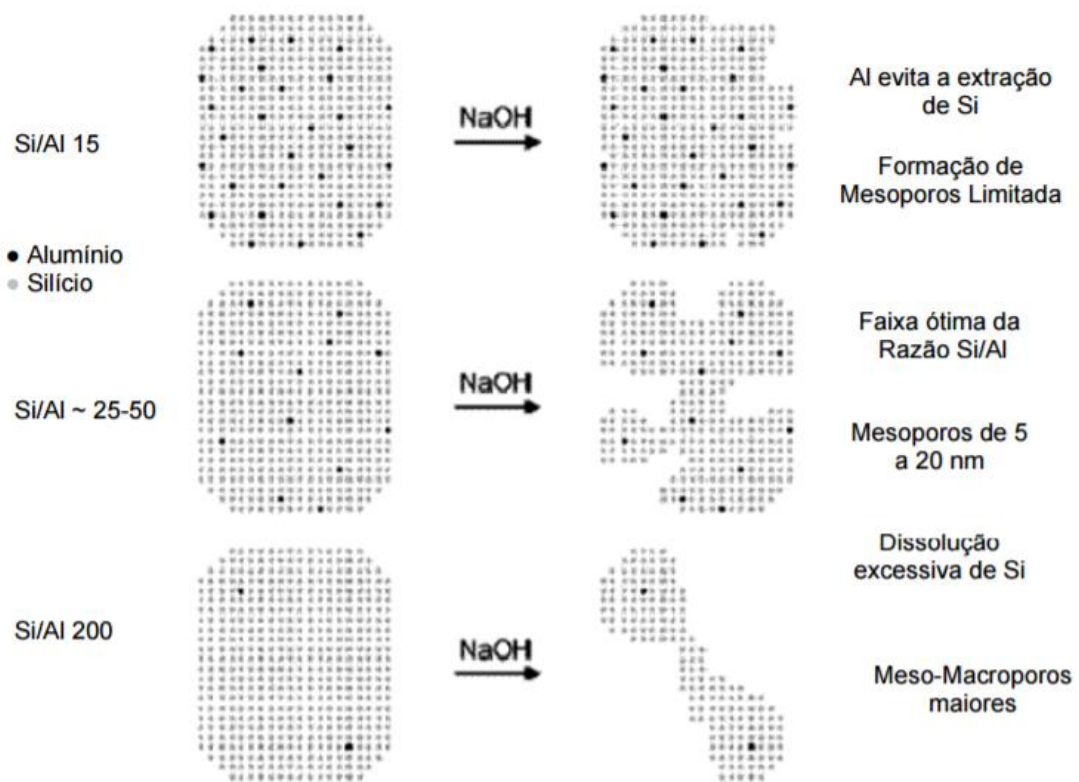 Si/Al 15
NaOH
Al evita a extração
de Si
Formação de
Mesoporos Limitada
Alumínio
Silício
Si/Al ~ 25-50
NaOH
Faixa ótima da
Razão Si/Al
Mesoporos de 5
a 20 nm
Si/Al 200
NaOH
Dissolução
excessiva de Si
Meso-Macroporos
maiores